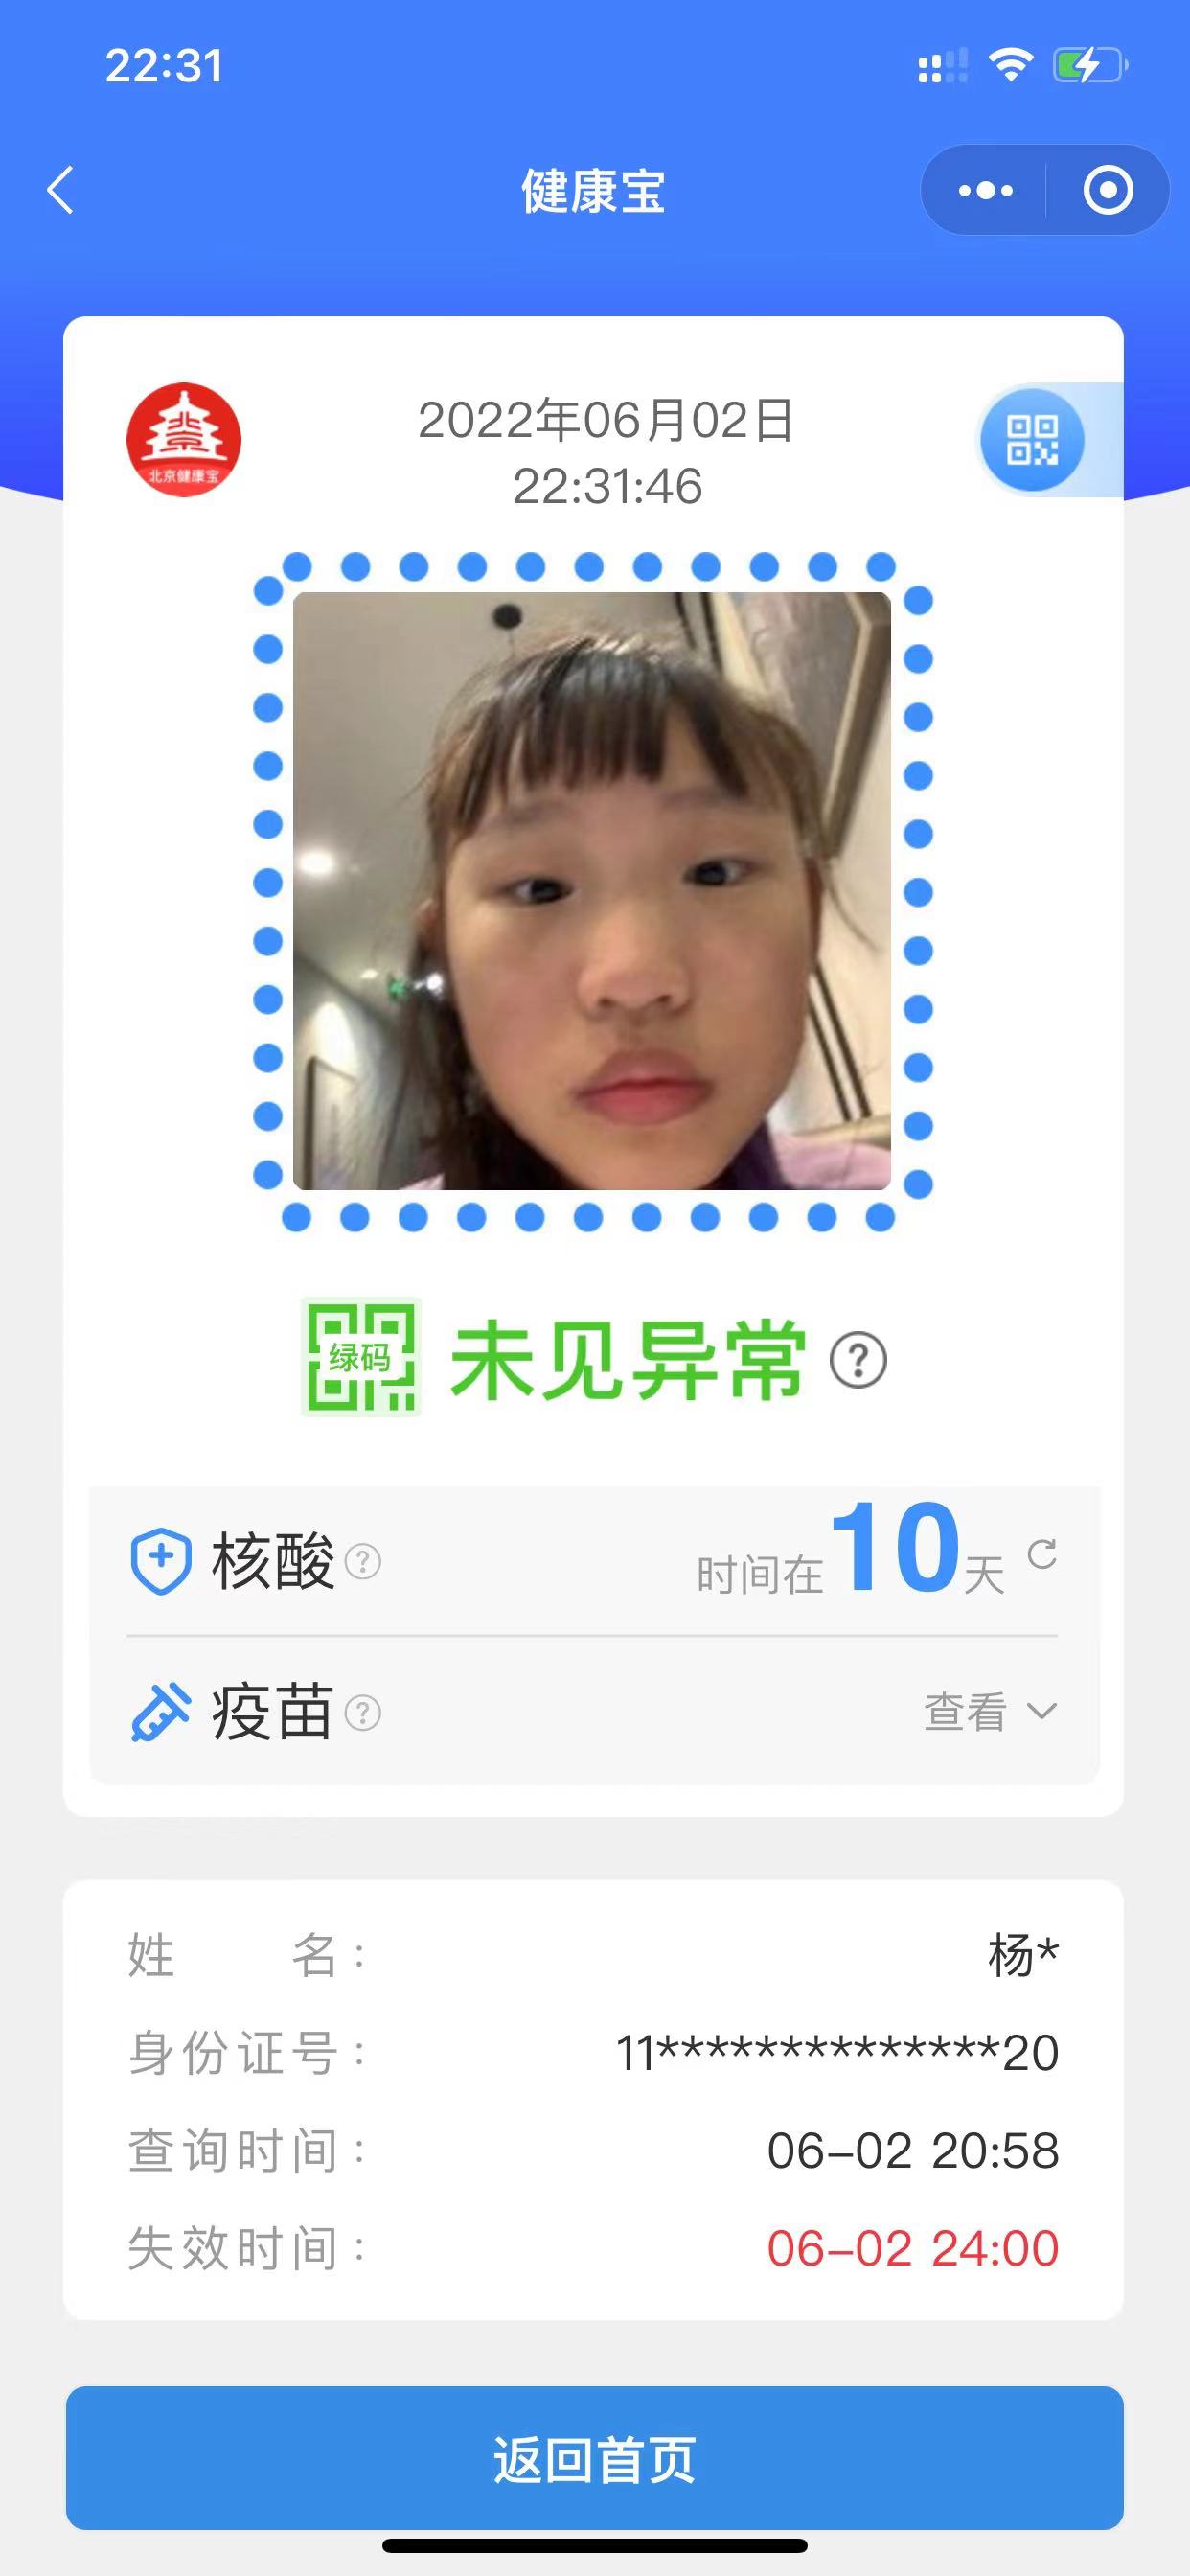 22:31
健康宝
2022年06月02日
北京健康宝
22:31:46
绿码 未见异常 ?
核酸 ? 时间在10天
疫苗 ? 查看
姓名: 杨*
身份证号: 11**************20
查询时间: 06-02 20:58
失效时间: 06-02 24:00
返回首页